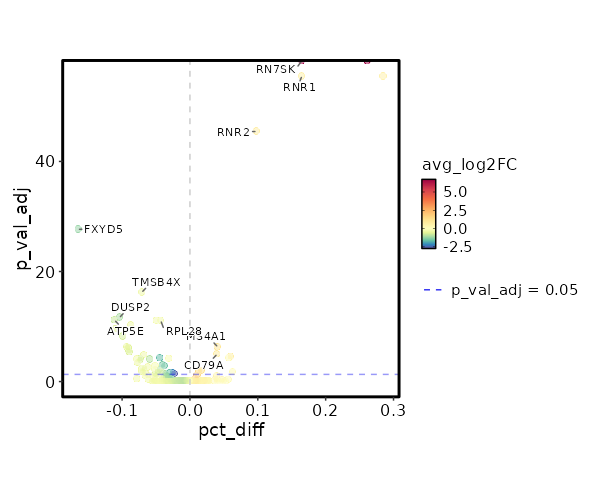 RN7SK
RNR1
RNR2
FXYD5
TMSB4X
DUSP2
ATP5E
RPL28
CD79A
p_val_adj
40
20
0
-0.1
0.0
0.1
0.2
0.3
pct_diff
avg_log2FC
5.0
2.5
0.0
-2.5
p_val_adj = 0.05